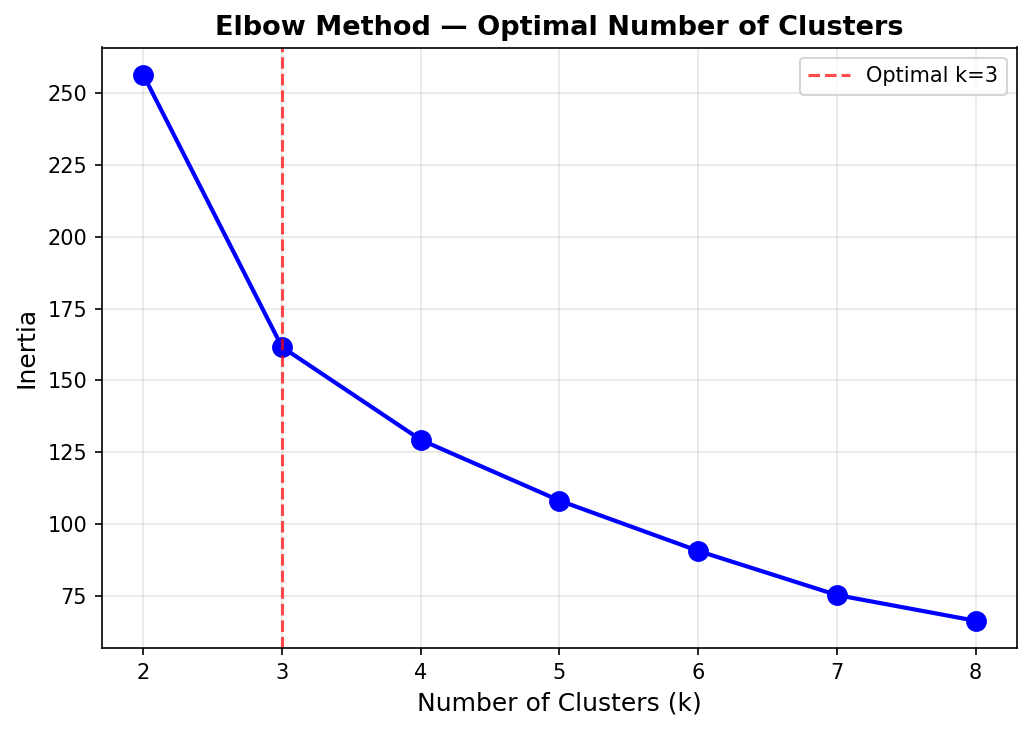 Elbow Method — Optimal Number of Clusters
Optimal k=3
Inertia
250
225
200
175
150
125
100
75
2 3 4 5 6 7 8
Number of Clusters (k)